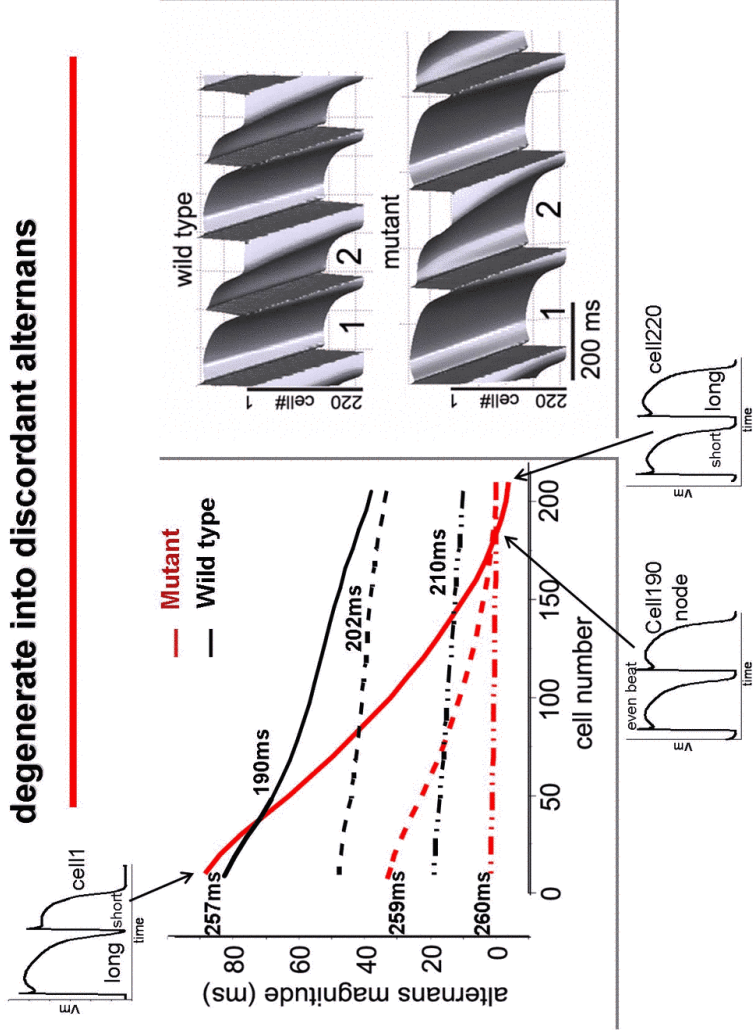 degenerate into discordant alternans
Vm
long
short
cell1
time
Mutant
Wild type
257ms
190ms
202ms
259ms
210ms
260ms
80
60
40
20
0
alternans magnitude (ms)
0
50
100
150
200
cell number
Vm
even beat
Cell190
node
time
Vm
short
long
cell220
time
wild type
1
2
1
cell#
220
mutant
1
2
1
cell#
220
200 ms